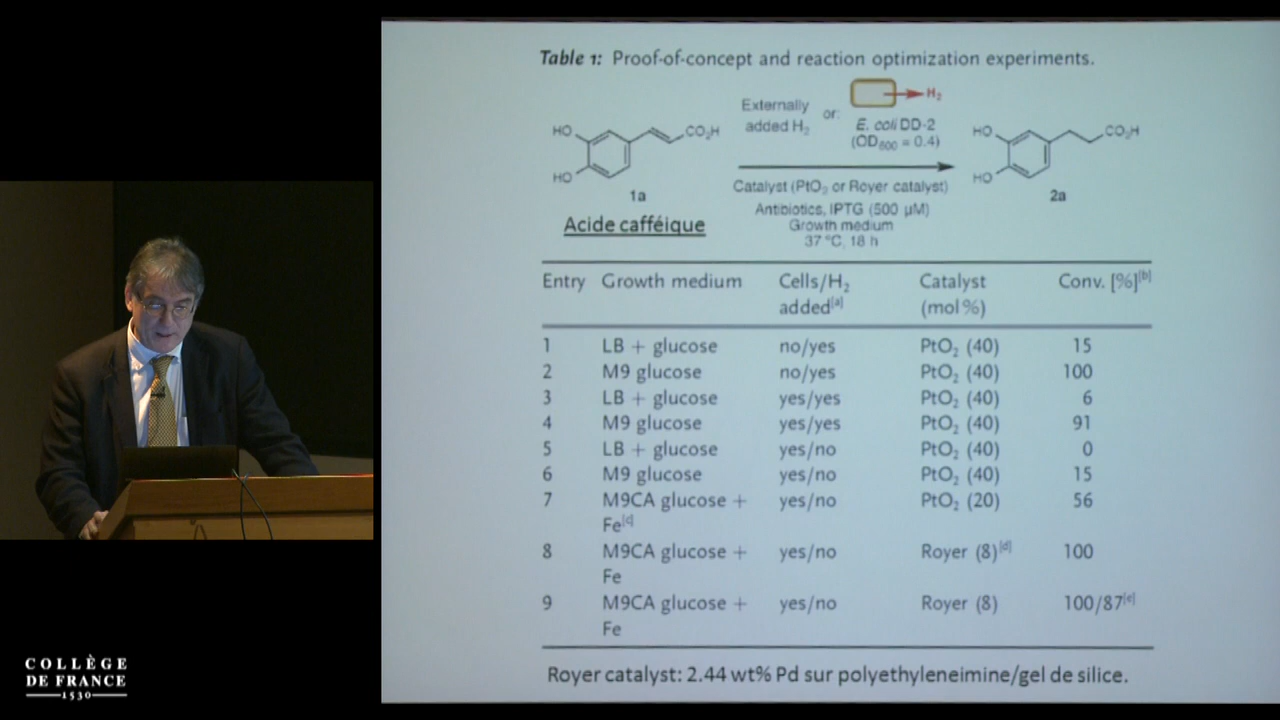 Table 1: Proof-of-concept and reaction optimization experiments.
Externally
added H₂
or:
H₂
E. coli DD-2
(OD₆₀₀ = 0.4)
HO
HO
CO₂H
1a
Acide cafféique
Catalyst (PtO₂ or Royer catalyst)
Antibiotics, IPTG (500 µM)
Growth medium
37 °C, 18 h
HO
HO
CO₂H
2a
Entry Growth medium Cells/H₂ added[a] Catalyst (mol%) Conv. [%][b]
1 LB + glucose no/yes PtO₂ (40) 15
2 M9 glucose no/yes PtO₂ (40) 100
3 LB + glucose yes/yes PtO₂ (40) 6
4 M9 glucose yes/yes PtO₂ (40) 91
5 LB + glucose yes/no PtO₂ (40) 0
6 M9 glucose yes/no PtO₂ (40) 15
7 M9CA glucose + Fe[c] yes/no PtO₂ (20) 56
8 M9CA glucose + Fe yes/no Royer (8)[d] 100
9 M9CA glucose + Fe yes/no Royer (8) 100/87[e]
Royer catalyst: 2.44 wt% Pd sur polyethyleneimine/gel de silice.
COLLÈGE
DE FRANCE
1530